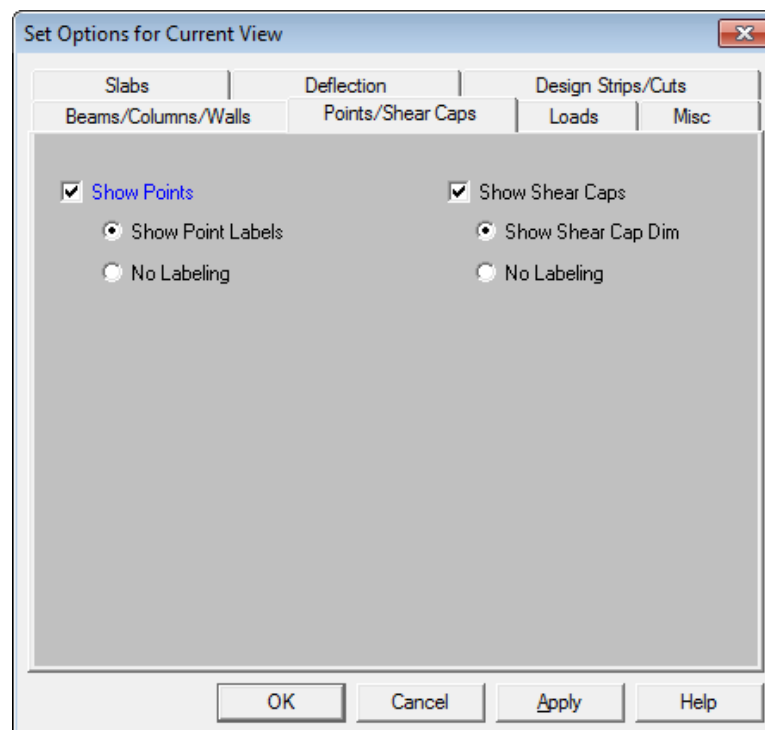 Set Options for Current View
Slabs Deflection Design Strips/Cuts
Beams/Columns/Walls Points/Shear Caps Loads Misc
Show Points Show Shear Caps
Show Point Labels Show Shear Cap Dim
No Labeling No Labeling
OK Cancel Apply Help